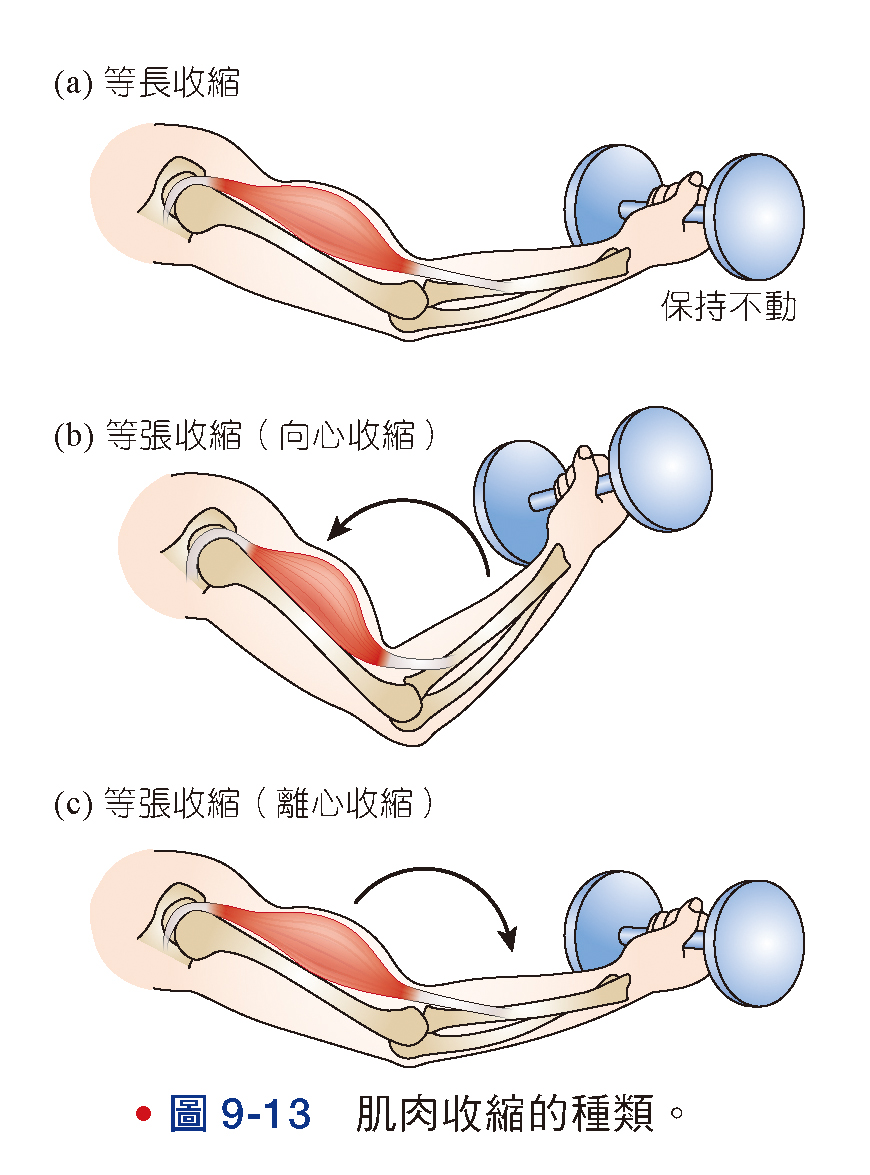 (a) 等長收縮
保持不動
(b) 等張收縮（向心收縮）
(c) 等張收縮（離心收縮）
• 圖 9-13 肌肉收縮的種類。